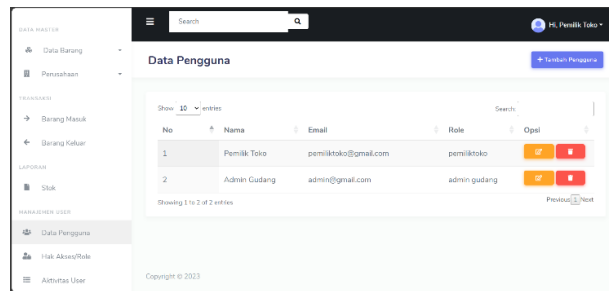 Search
Hi, Pemilik Toko
DATA MASTER
Data Barang
Perusahaan
TRANSAKSI
Barang Masuk
Barang Keluar
LAPORAN
Stok
MANAJEMEN USER
Data Pengguna
Hak Akses/Role
Aktivitas User
Data Pengguna
+ Tambah Pengguna
Show 10 entries
Search:
No Nama Email Role Opsi
1 Pemilik Toko pemiliktoko@gmail.com pemiliktoko
2 Admin Gudang admin@gmail.com admin gudang
Showing 1 to 2 of 2 entries
Previous 1 Next
Copyright © 2023